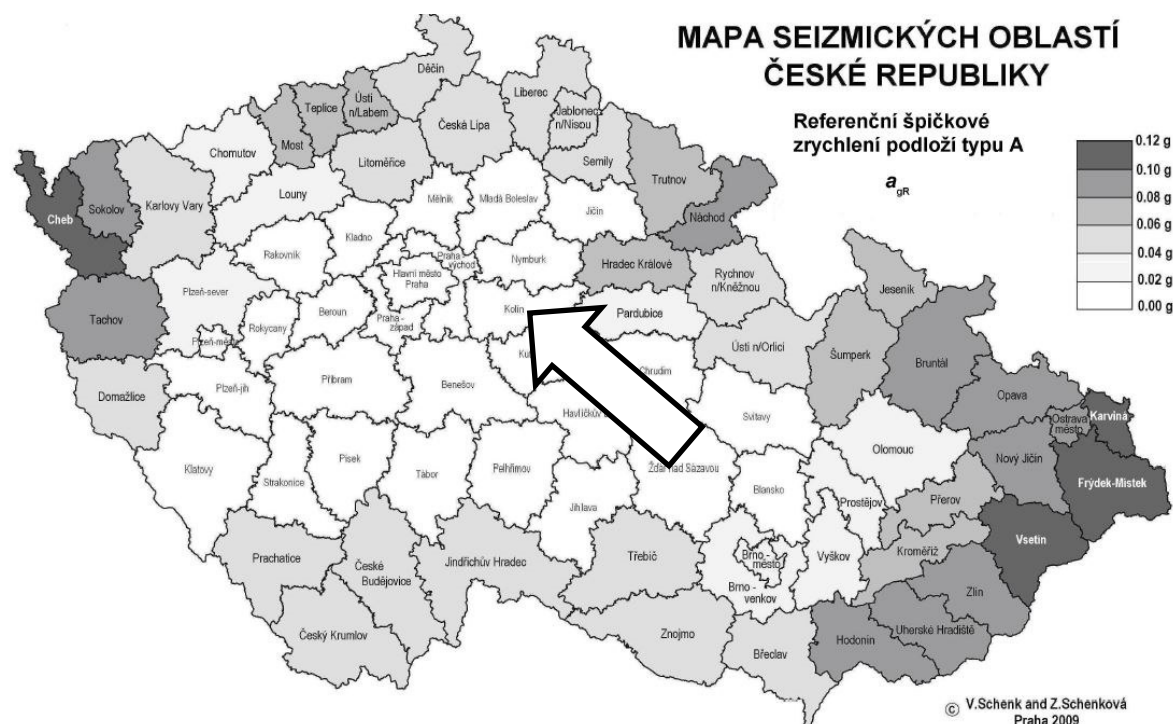 MAPA SEIZMICKÝCH OBLASTÍ
ČESKÉ REPUBLIKY
Referenční špičkové
zrychlení podloží typu A
a gR
0.12 g
0.10 g
0.08 g
0.06 g
0.04 g
0.02 g
0.00 g
Děčín
Ústí
n/Labem
Teplice
Most
Česká Lípa
Liberec
Jablonec
n/Nisou
Chomutov
Litoměřice
Semily
Trutnov
Louny
Mělník
Mladá Boleslav
Jičín
Náchod
Cheb
Sokolov
Karlovy Vary
Rakovník
Kladno
Praha-
východ
Nymburk
Hradec Králové
Rychnov
n/Kněžnou
Jeseník
Hlavní město
Praha
Plzeň-sever
Tachov
Rokycany
Beroun
Praha -
západ
Kolín
Pardubice
Plzeň-měs
Ústí n/Orlicí
Šumperk
Bruntál
Domažlice
Plzeň-jih
Příbram
Benešov
Ku
Chrudim
Havlíčkův
Svitavy
Opava
Karviná
Ostrava
město
Klatovy
Strakonice
Písek
Tábor
Pelhřimov
Žďár nad Sázavou
Olomouc
Nový Jičín
Frýdek-Místek
Jihlava
Blansko
Prostějov
Přerov
Vsetín
Prachatice
České
Budějovice
Jindřichův Hradec
Třebíč
Brno -
město
Vyškov
Kroměříž
Brno -
venkov
Zlín
Český Krumlov
Znojmo
Břeclav
Hodonín
Uherské Hradiště
© V.Schenk and Z.Schenková
Praha 2009